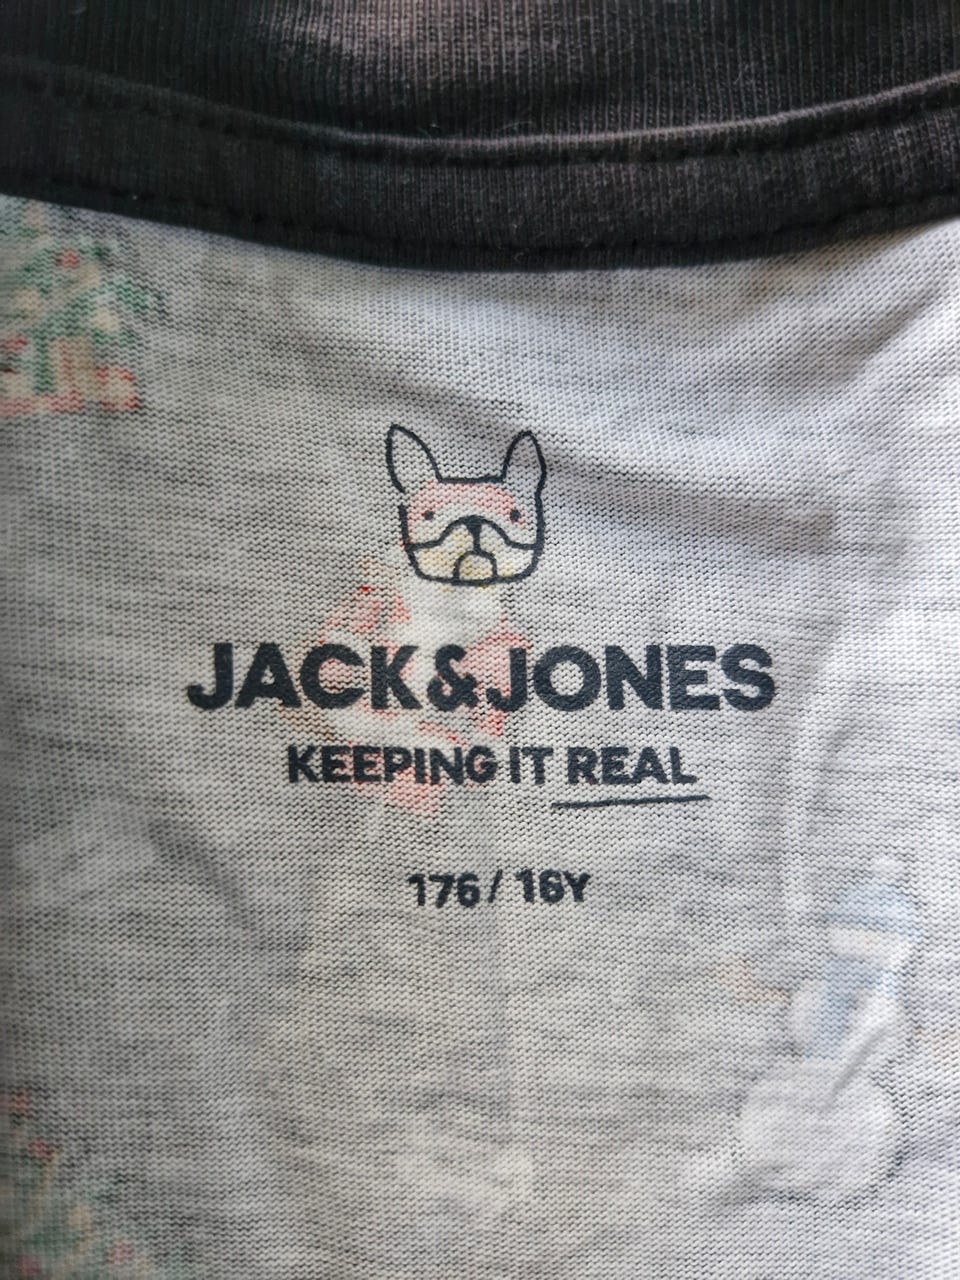 JACK&JONES
KEEPING IT REAL
176/ 16Y